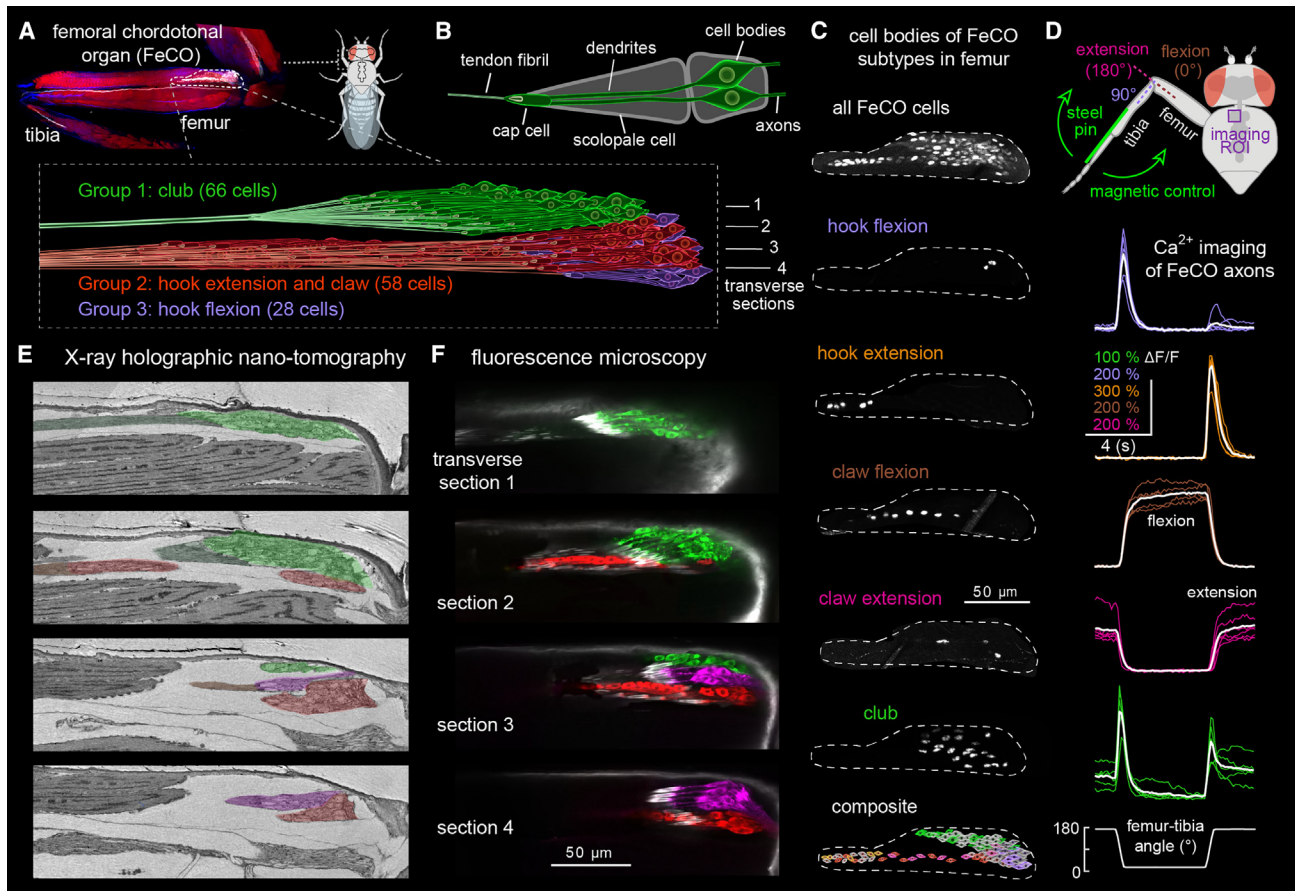 A
femoral chordotonal
organ (FeCO)
tibia
femur
B
tendon fibril
dendrites
cell bodies
cap cell
scolopale cell
axons
Group 1: club (66 cells)
Group 2: hook extension and claw (58 cells)
Group 3: hook flexion (28 cells)
1
2
3
4
transverse
sections
C
cell bodies of FeCO
subtypes in femur
all FeCO cells
hook flexion
hook extension
claw flexion
claw extension
50 µm
club
composite
D
extension
(180°)
flexion
(0°)
90°
steel
pin
tibia
femur
imaging
ROI
magnetic control
Ca2+ imaging
of FeCO axons
100 % ΔF/F
200 %
300 %
200 %
200 %
4 (s)
flexion
extension
180
0
femur-tibia
angle (°)
E
X-ray holographic nano-tomography
F
fluorescence microscopy
transverse
section 1
section 2
section 3
section 4
50 µm